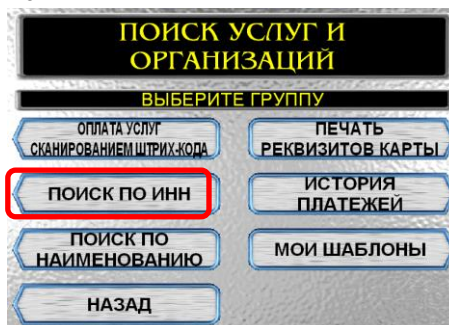 ПОИСК УСЛУГ И
ОРГАНИЗАЦИЙ
ВЫБЕРИТЕ ГРУППУ
ОПЛАТА УСЛУГ
СКАНИРОВАНИЕМ ШТРИХ-КОДА
ПЕЧАТЬ
РЕКВИЗИТОВ КАРТЫ
ПОИСК ПО ИНН
ИСТОРИЯ
ПЛАТЕЖЕЙ
ПОИСК ПО
НАИМЕНОВАНИЮ
МОИ ШАБЛОНЫ
НАЗАД